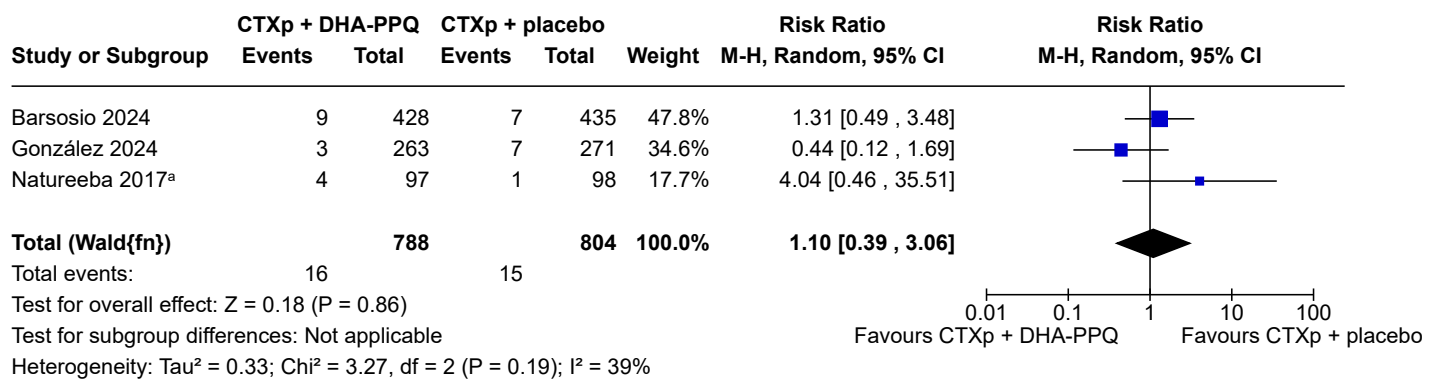 CTXp + DHA-PPQ CTXp + placebo Risk Ratio Risk Ratio
Study or Subgroup Events Total Events Total Weight M-H, Random, 95% CI M-H, Random, 95% CI
Barsosio 2024 9 428 7 435 47.8% 1.31 [0.49 , 3.48]
González 2024 3 263 7 271 34.6% 0.44 [0.12 , 1.69]
Natureeba 2017ᵃ 4 97 1 98 17.7% 4.04 [0.46 , 35.51]
Total (Wald{fn}) 788 804 100.0% 1.10 [0.39 , 3.06]
Total events: 16 15
Test for overall effect: Z = 0.18 (P = 0.86)
0.01 0.1 1 10 100
Test for subgroup differences: Not applicable
Favours CTXp + DHA-PPQ Favours CTXp + placebo
Heterogeneity: Tau² = 0.33; Chi² = 3.27, df = 2 (P = 0.19); I² = 39%